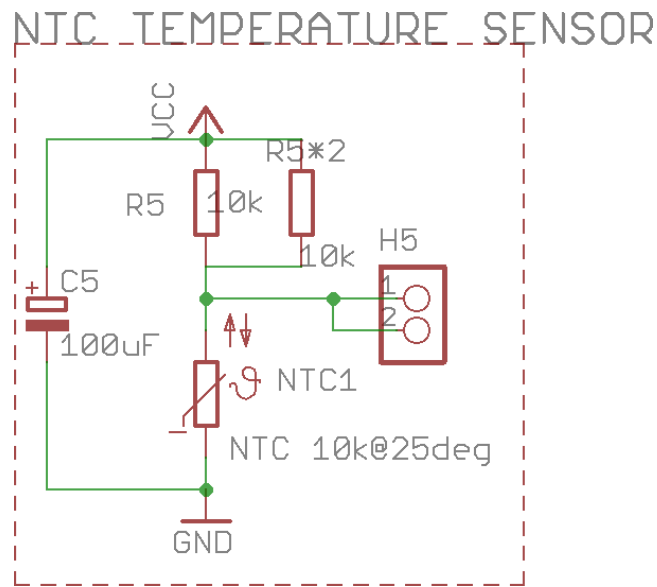 NTC TEMPERATURE SENSOR
VCC
R5*2
R5
10k
10k
H5
1
2
C5
+
100uF
NTC1
ϑ
NTC 10k@25deg
GND